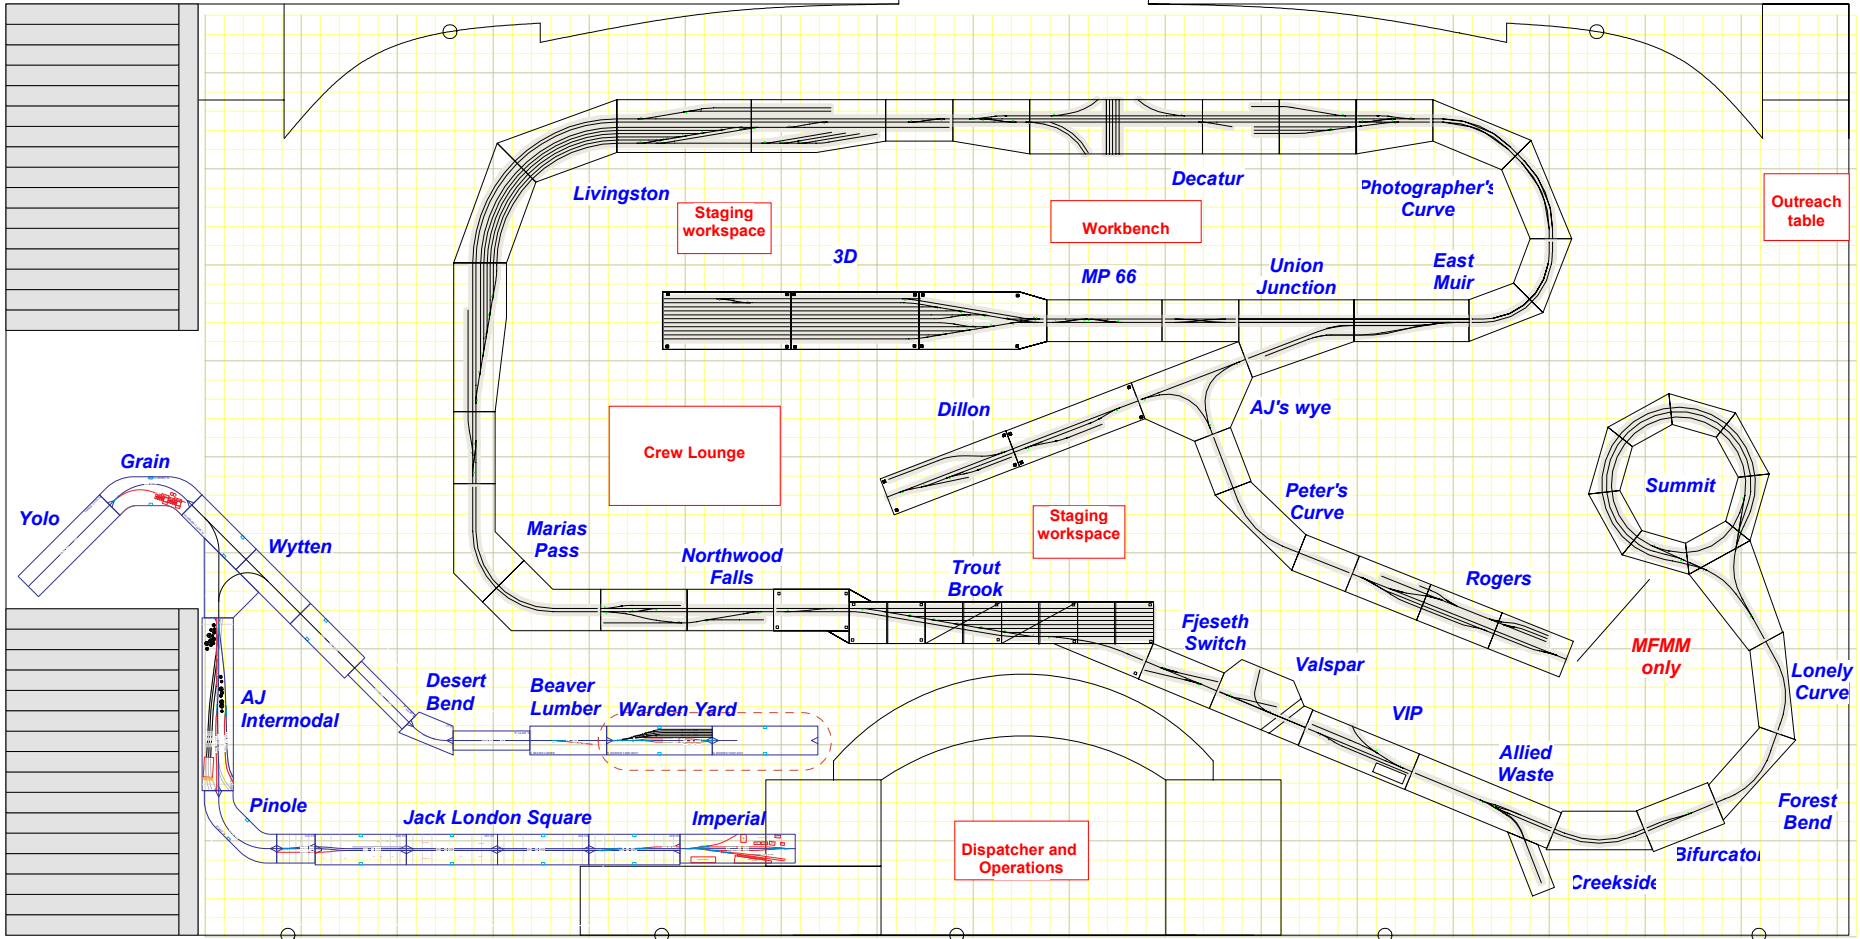 Livingston
Staging
workspace
Decatur
Workbench
Photographer's
Curve
Outreach
table
3D
MP 66
Union
Junction
East
Muir
Dillon
AJ's wye
Crew Lounge
Grain
Yolo
Wytten
Marias
Pass
Northwood
Falls
Staging
workspace
Trout
Brook
Peter's
Curve
Rogers
Summit
Fjeseth
Switch
Valspar
MFMM
only
Lonely
Curve
AJ
Intermodal
Desert
Bend
Beaver
Lumber
Warden Yard
VIP
Allied
Waste
Forest
Bend
Pinole
Jack London Square
Imperial
Dispatcher and
Operations
Bifurcator
Creekside